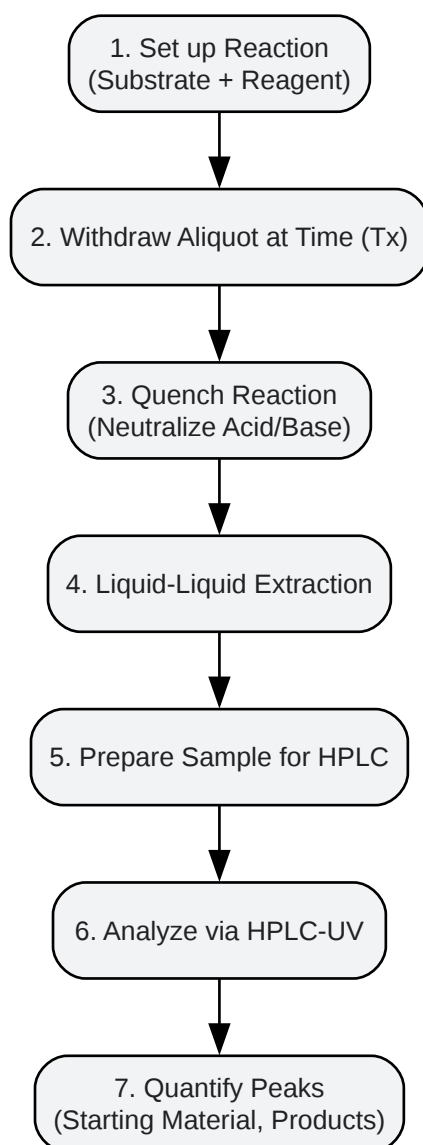 1. Set up Reaction
(Substrate + Reagent)
2. Withdraw Aliquot at Time (Tx)
3. Quench Reaction
(Neutralize Acid/Base)
4. Liquid-Liquid Extraction
5. Prepare Sample for HPLC
6. Analyze via HPLC-UV
7. Quantify Peaks
(Starting Material, Products)